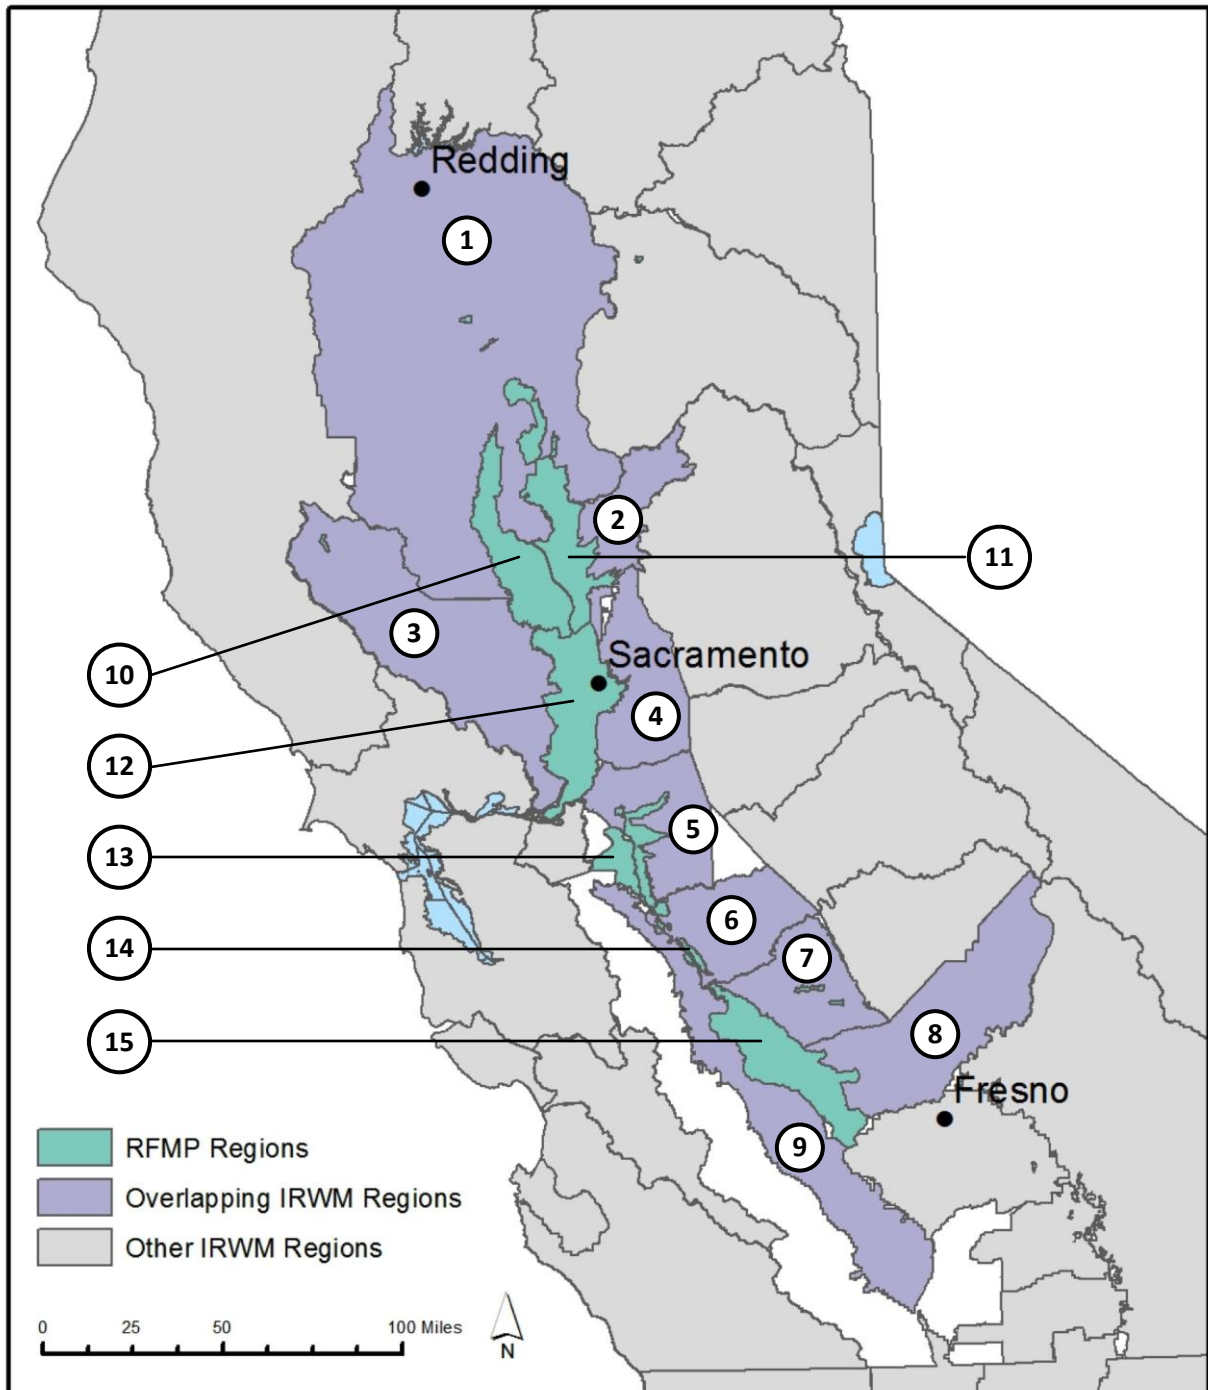 Redding
1
2
11
3
Sacramento
10
4
12
5
13
6
14
7
8
15
Fresno
9
RFMP Regions
Overlapping IRWM Regions
Other IRWM Regions
0 25 50 100 Miles
N